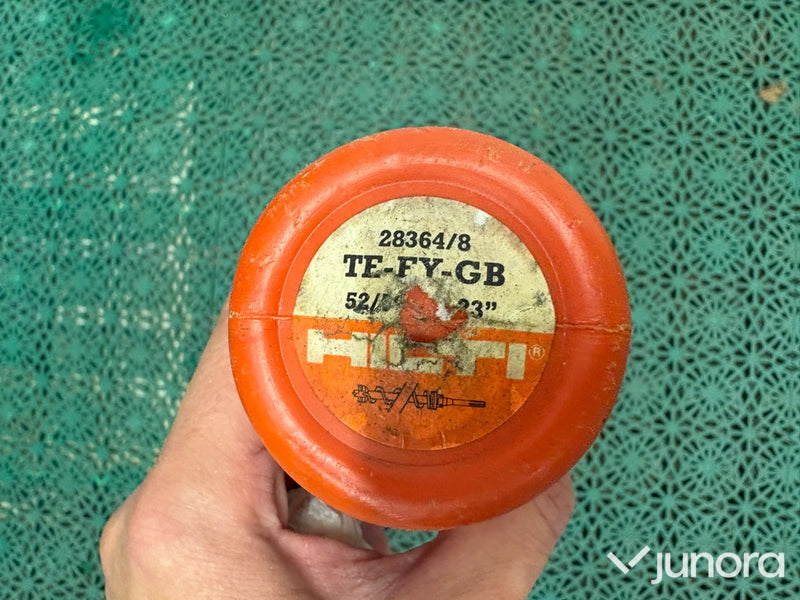 28364/8
TE-FY-GB
23"
HILTI®
junora